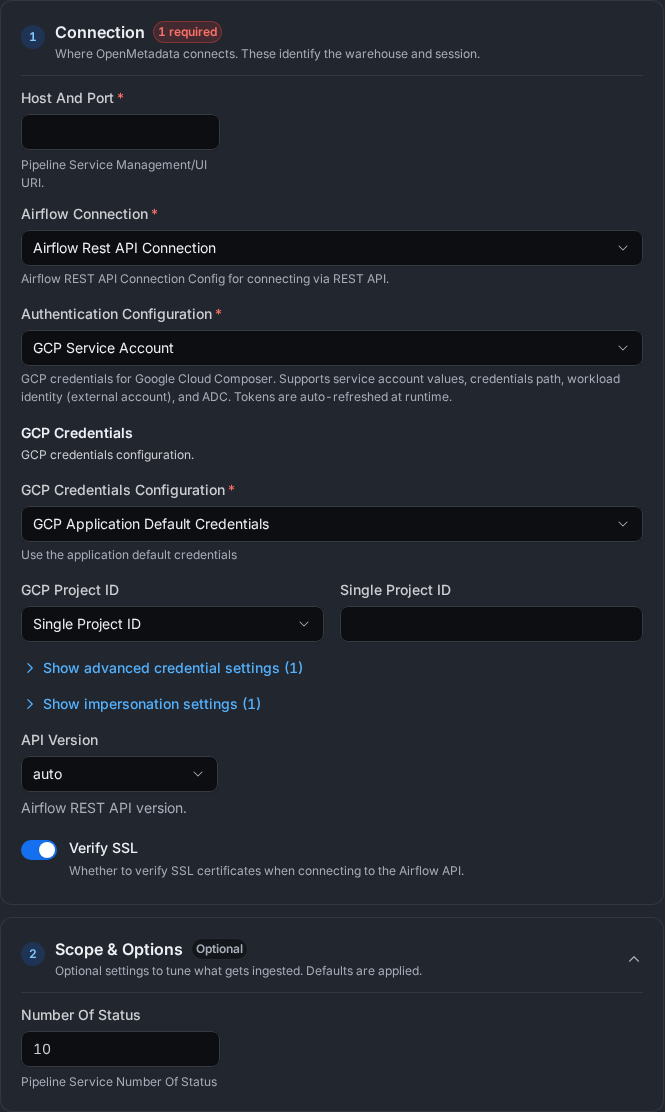 1
Connection
1 required
Where OpenMetadata connects. These identify the warehouse and session.
Host And Port *
Pipeline Service Management/UI
URI.
Airflow Connection *
Airflow Rest API Connection
Airflow REST API Connection Config for connecting via REST API.
Authentication Configuration *
GCP Service Account
GCP credentials for Google Cloud Composer. Supports service account values, credentials path, workload
identity (external account), and ADC. Tokens are auto-refreshed at runtime.
GCP Credentials
GCP credentials configuration.
GCP Credentials Configuration *
GCP Application Default Credentials
Use the application default credentials
GCP Project ID
Single Project ID
Single Project ID
Show advanced credential settings (1)
Show impersonation settings (1)
API Version
auto
Airflow REST API version.
Verify SSL
Whether to verify SSL certificates when connecting to the Airflow API.
2
Scope & Options
Optional
Optional settings to tune what gets ingested. Defaults are applied.
Number Of Status
10
Pipeline Service Number Of Status